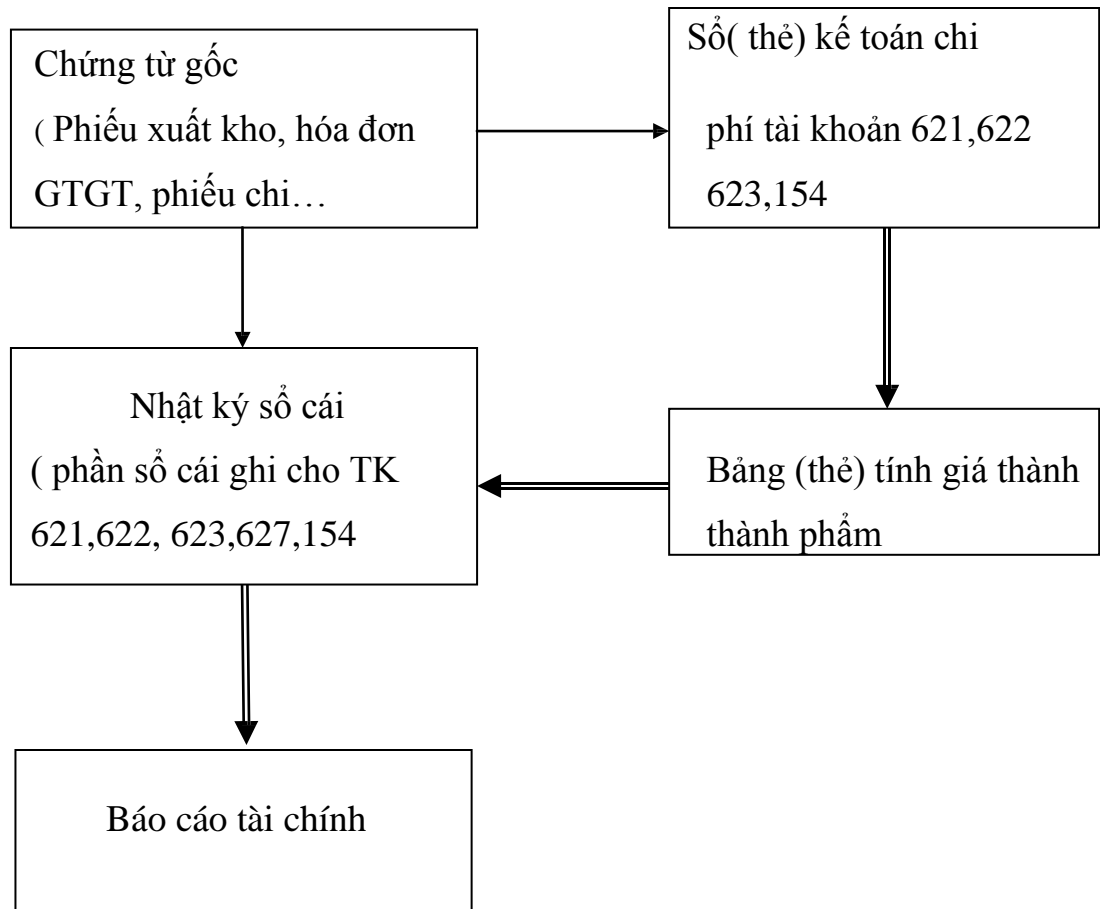 Chứng từ gốc
( Phiếu xuất kho, hóa đơn
GTGT, phiếu chi…
Sổ( thẻ) kế toán chi
phí tài khoản 621,622
623,154
Nhật ký sổ cái
( phần sổ cái ghi cho TK
621,622, 623,627,154
Bảng (thẻ) tính giá thành
thành phẩm
Báo cáo tài chính